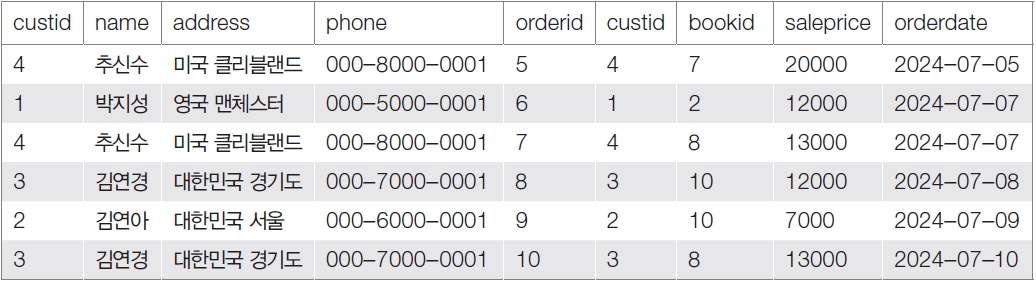 custid name address phone orderid custid bookid saleprice orderdate
4 추신수 미국 클리블랜드 000–8000–0001 5 4 7 20000 2024–07–05
1 박지성 영국 맨체스터 000–5000–0001 6 1 2 12000 2024–07–07
4 추신수 미국 클리블랜드 000–8000–0001 7 4 8 13000 2024–07–07
3 김연경 대한민국 경기도 000–7000–0001 8 3 10 12000 2024–07–08
2 김연아 대한민국 서울 000–6000–0001 9 2 10 7000 2024–07–09
3 김연경 대한민국 경기도 000–7000–0001 10 3 8 13000 2024–07–10